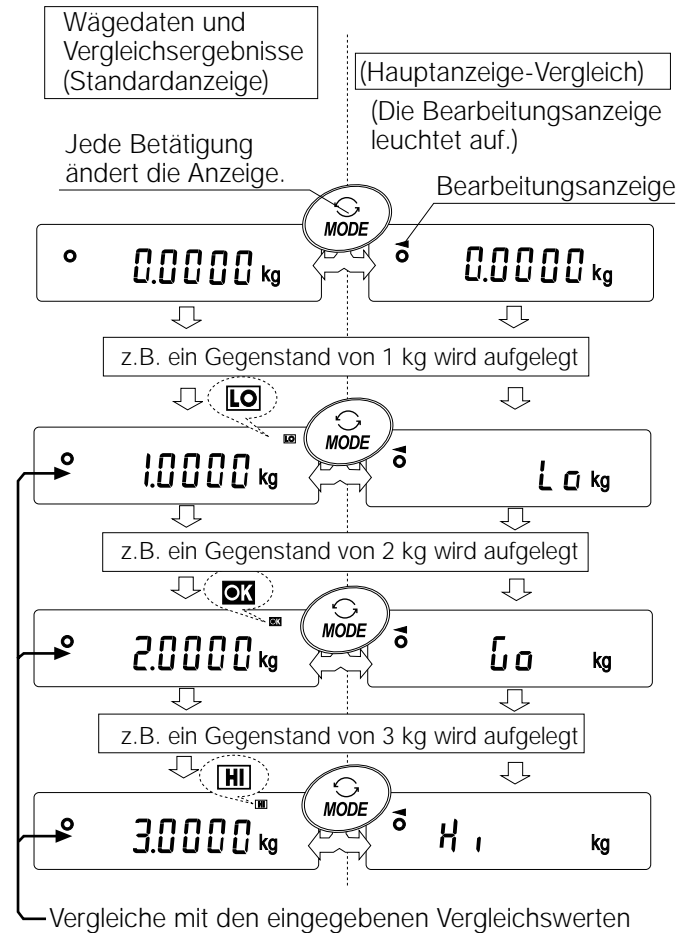 Wägedaten und
Vergleichsergebnisse
(Standardanzeige)
(Hauptanzeige-Vergleich)
(Die Bearbeitungsanzeige
leuchtet auf.)
Jede Betätigung
ändert die Anzeige.
Bearbeitungsanzeige
MODE
0.0000 kg
0.0000 kg
z.B. ein Gegenstand von 1 kg wird aufgelegt
LO
LO
MODE
1.0000 kg
Lo kg
z.B. ein Gegenstand von 2 kg wird aufgelegt
OK
OK
MODE
2.0000 kg
Go kg
z.B. ein Gegenstand von 3 kg wird aufgelegt
HI
HI
MODE
3.0000 kg
Hi kg
Vergleiche mit den eingegebenen Vergleichswerten